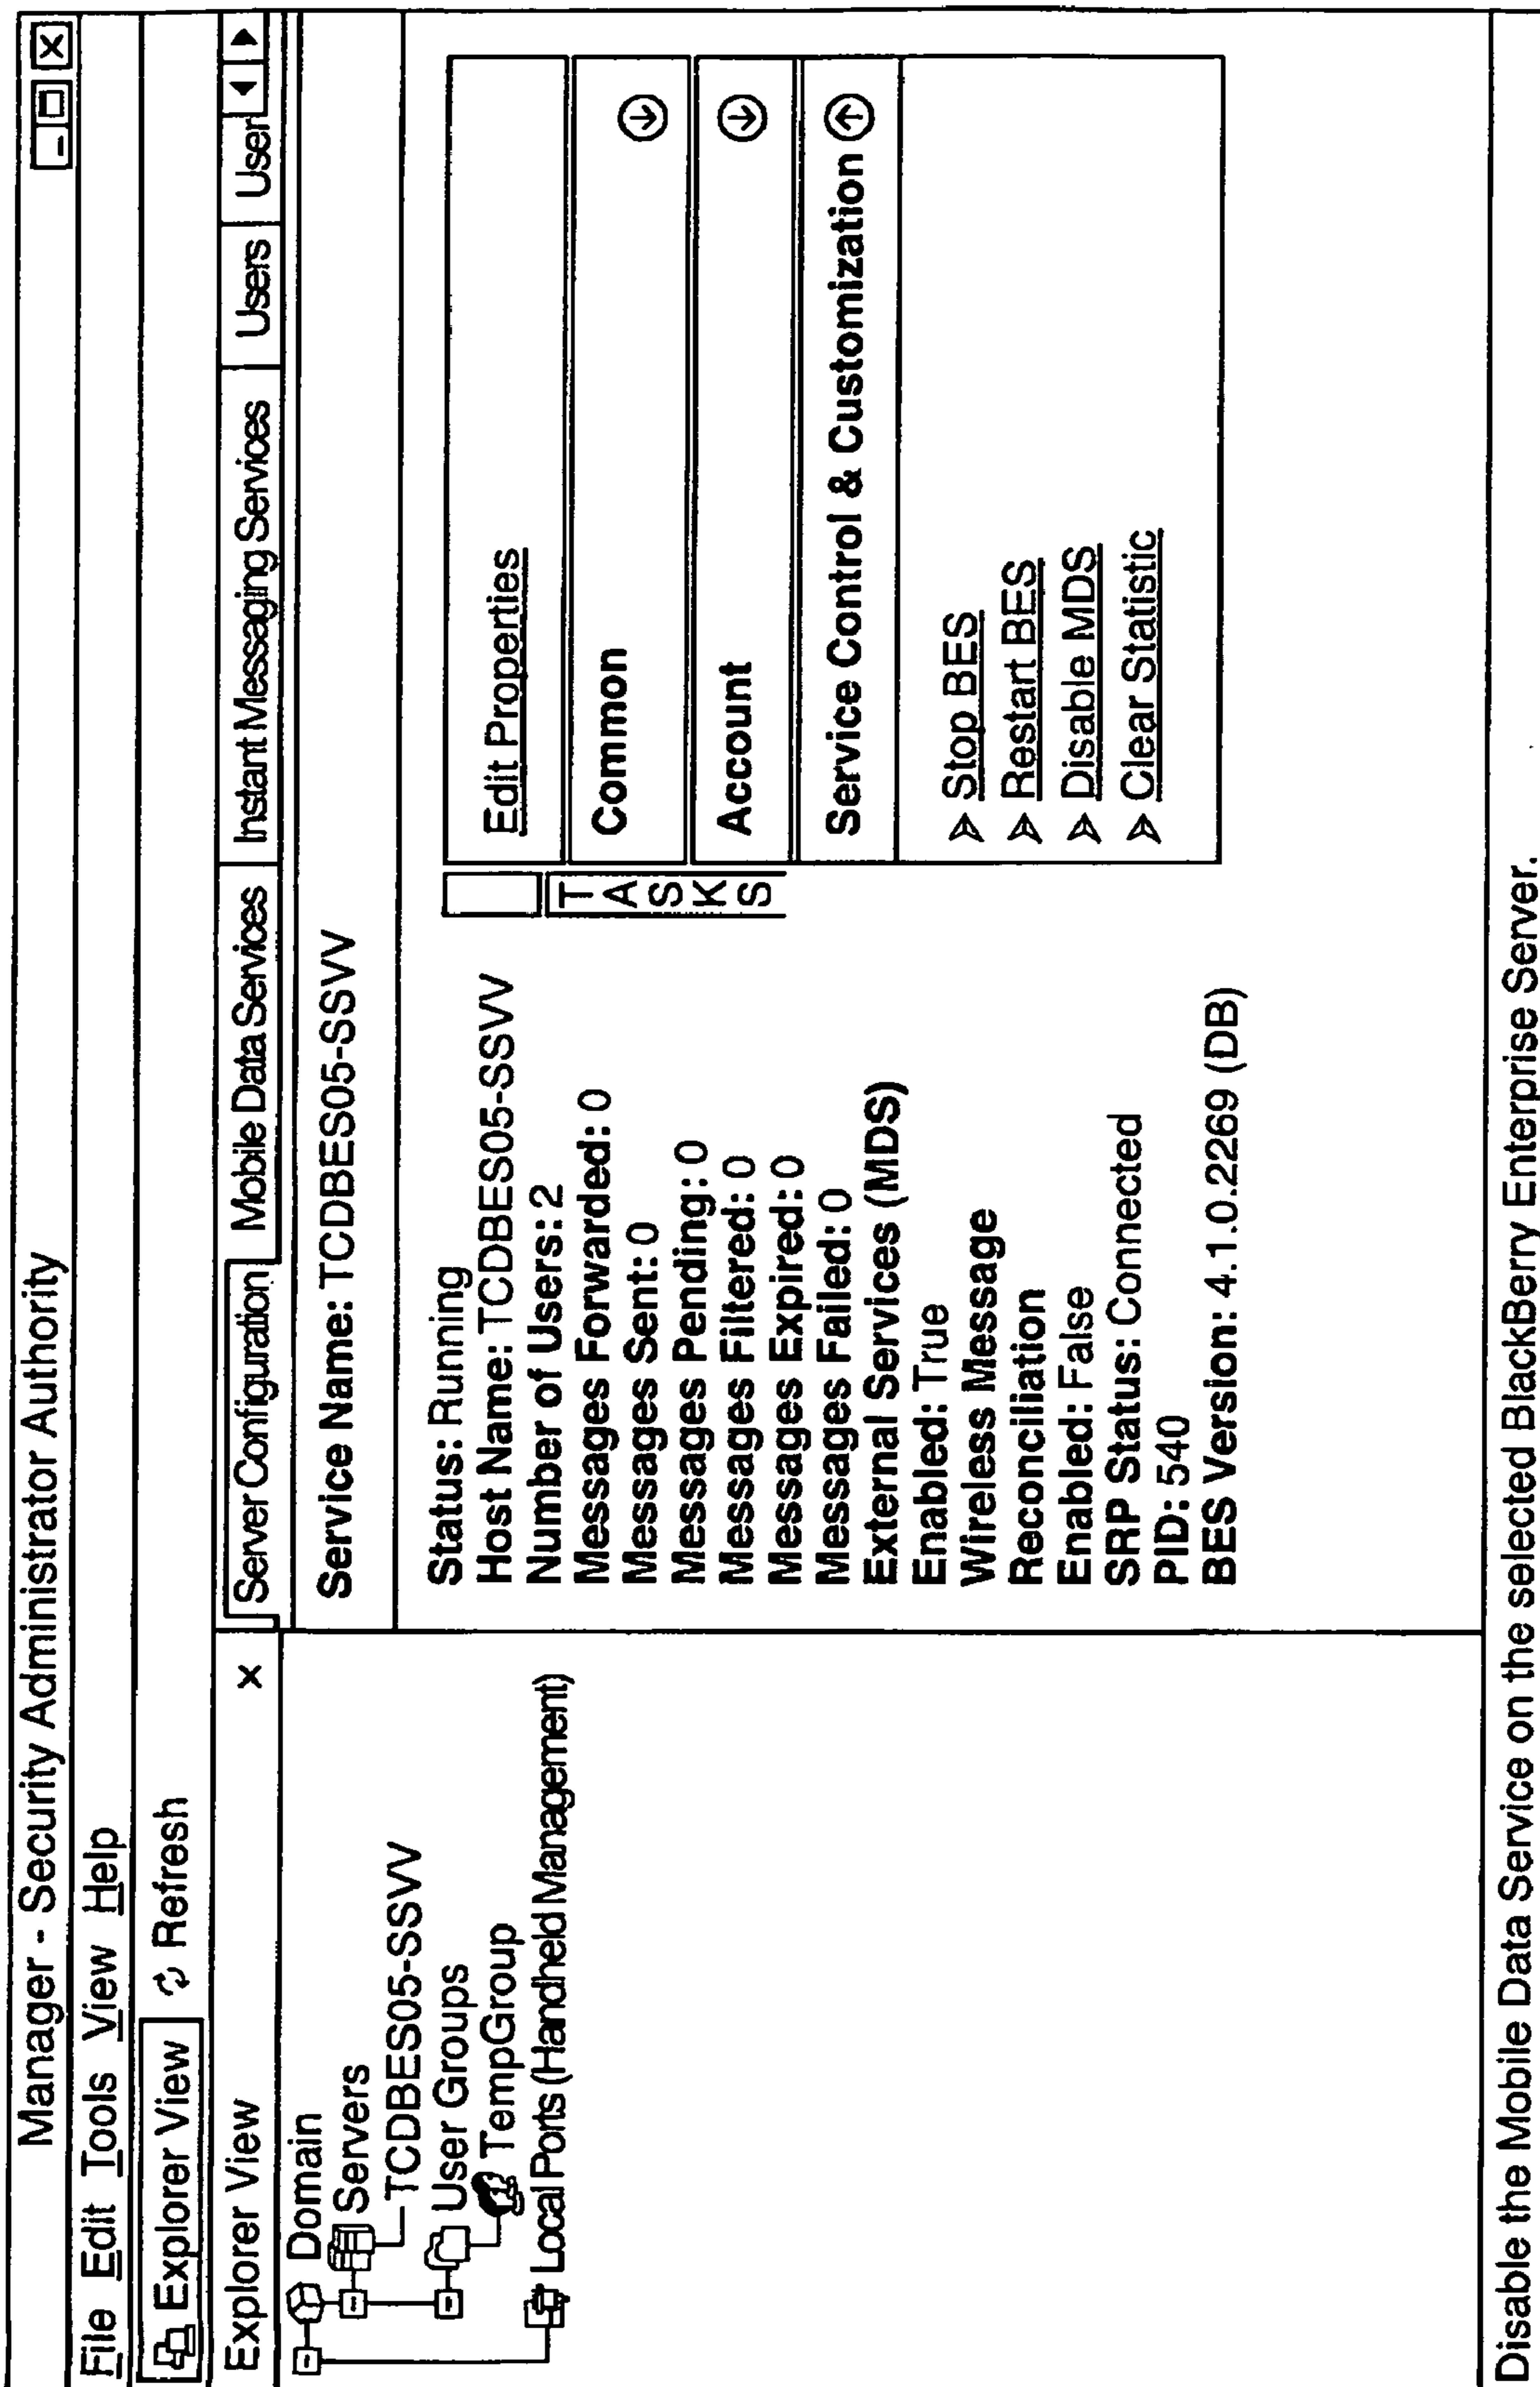 Manager - Security Administrator Authority
File Edit Tools View Help
Explorer View Refresh
Explorer View x
Domain
Servers
TCDBES05-SSVV
User Groups
TempGroup
Local Ports (Handheld Management)
Server Configuration Mobile Data Services Instant Messaging Services Users User
Service Name: TCDBES05-SSVV
Status: Running
Host Name: TCDBES05-SSVV
Number of Users: 2
Messages Forwarded: 0
Messages Sent: 0
Messages Pending: 0
Messages Filtered: 0
Messages Expired: 0
Messages Failed: 0
External Services (MDS)
Enabled: True
Wireless Message
Reconciliation
Enabled: False
SRP Status: Connected
PID: 540
BES Version: 4.1.0.2269 (DB)
TASKS
Edit Properties
Common
Account
Service Control & Customization
Stop BES
Restart BES
Disable MDS
Clear Statistic
Disable the Mobile Data Service on the selected BlackBerry Enterprise Server.